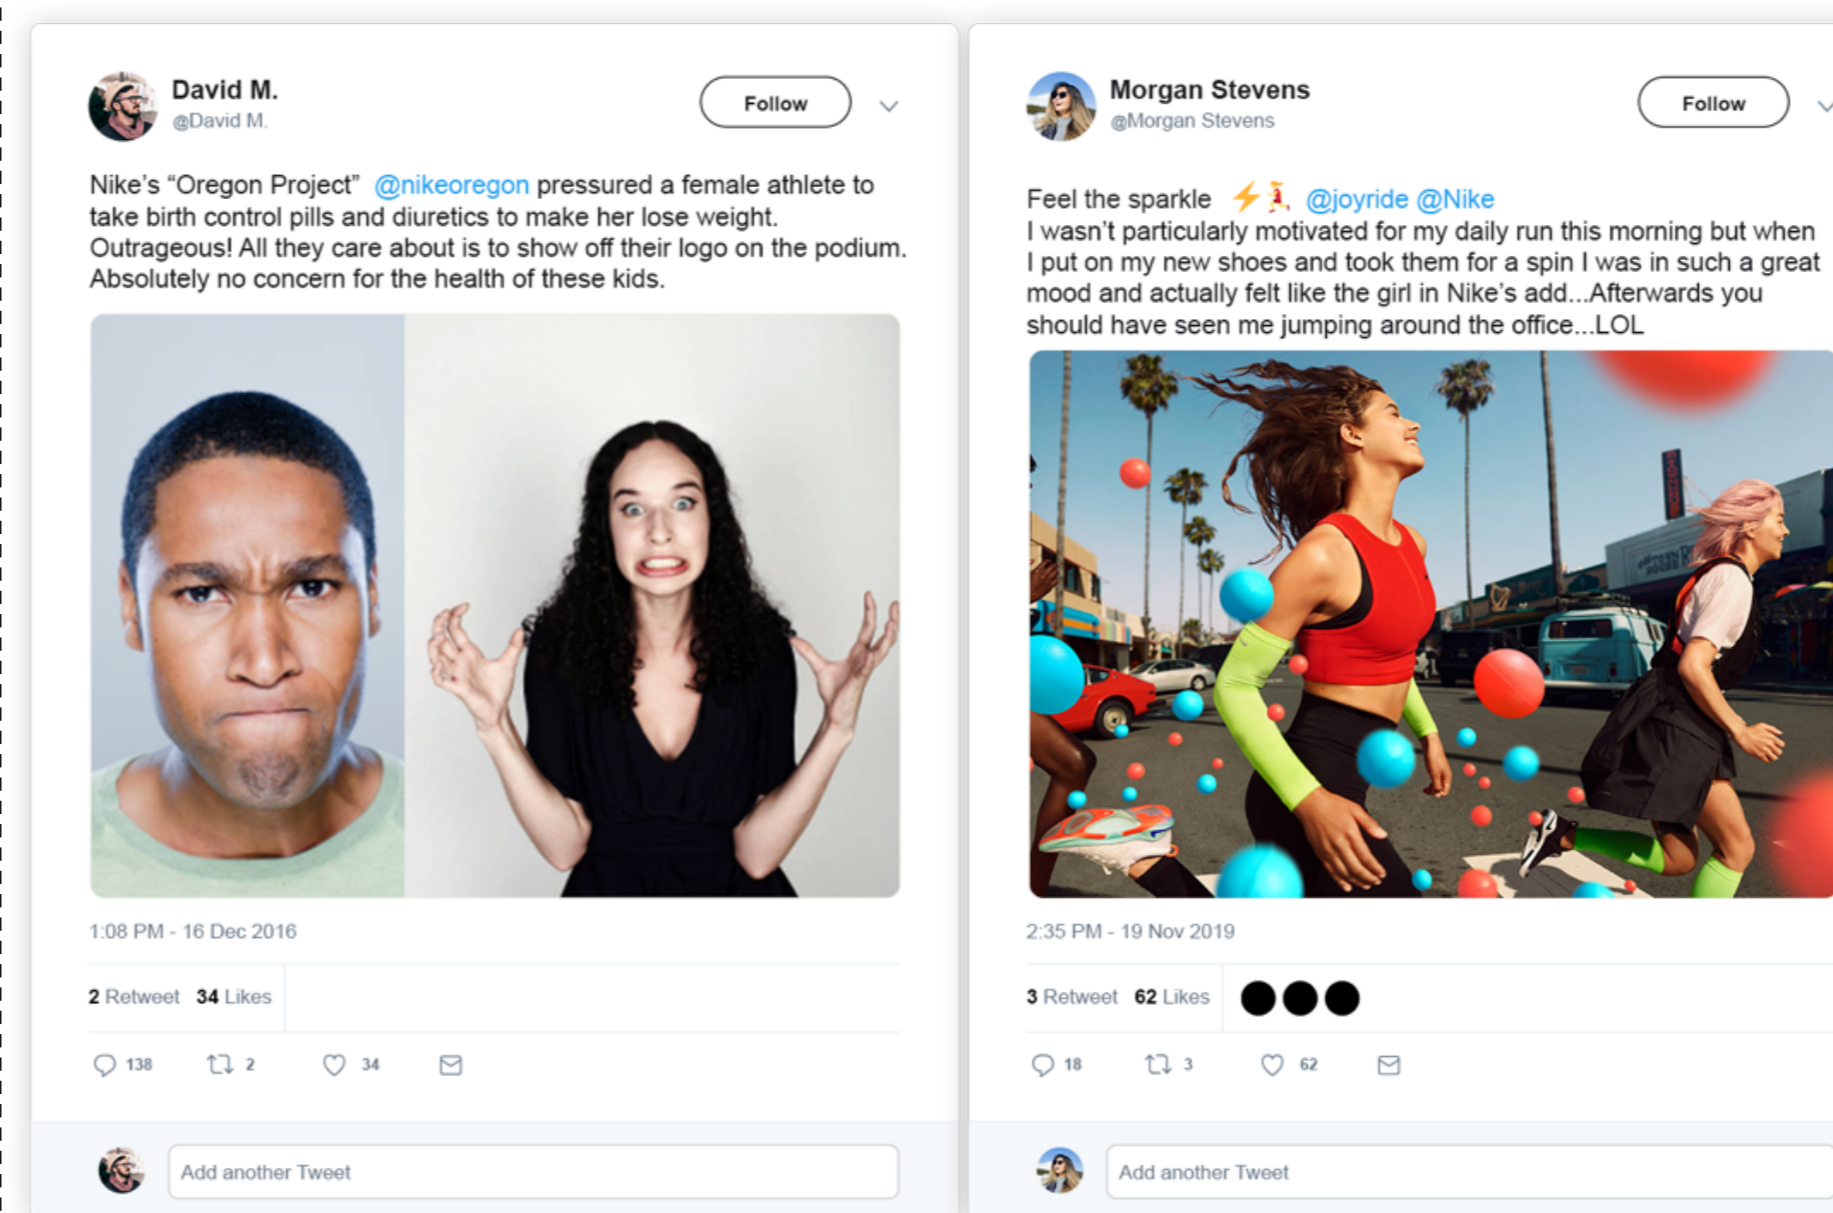 David M.
@David M.
Follow
Nike’s “Oregon Project” @nikeoregon pressured a female athlete to
take birth control pills and diuretics to make her lose weight.
Outrageous! All they care about is to show off their logo on the podium.
Absolutely no concern for the health of these kids.
1:08 PM - 16 Dec 2016
2 Retweet 34 Likes
138 2 34
Add another Tweet
Morgan Stevens
@Morgan Stevens
Follow
Feel the sparkle ⚡🏃 @joyride @Nike
I wasn’t particularly motivated for my daily run this morning but when
I put on my new shoes and took them for a spin I was in such a great
mood and actually felt like the girl in Nike’s add...Afterwards you
should have seen me jumping around the office...LOL
2:35 PM - 19 Nov 2019
3 Retweet 62 Likes
18 3 62
Add another Tweet